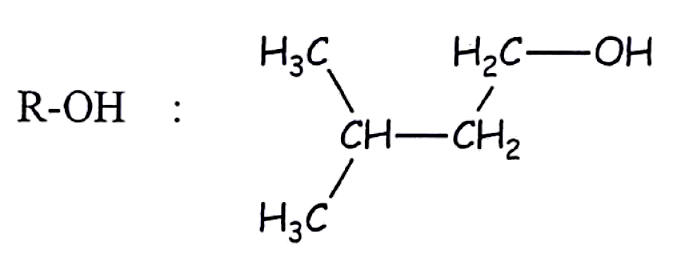 H₃C H₂C—OH
R-OH :
CH—CH₂
H₃C